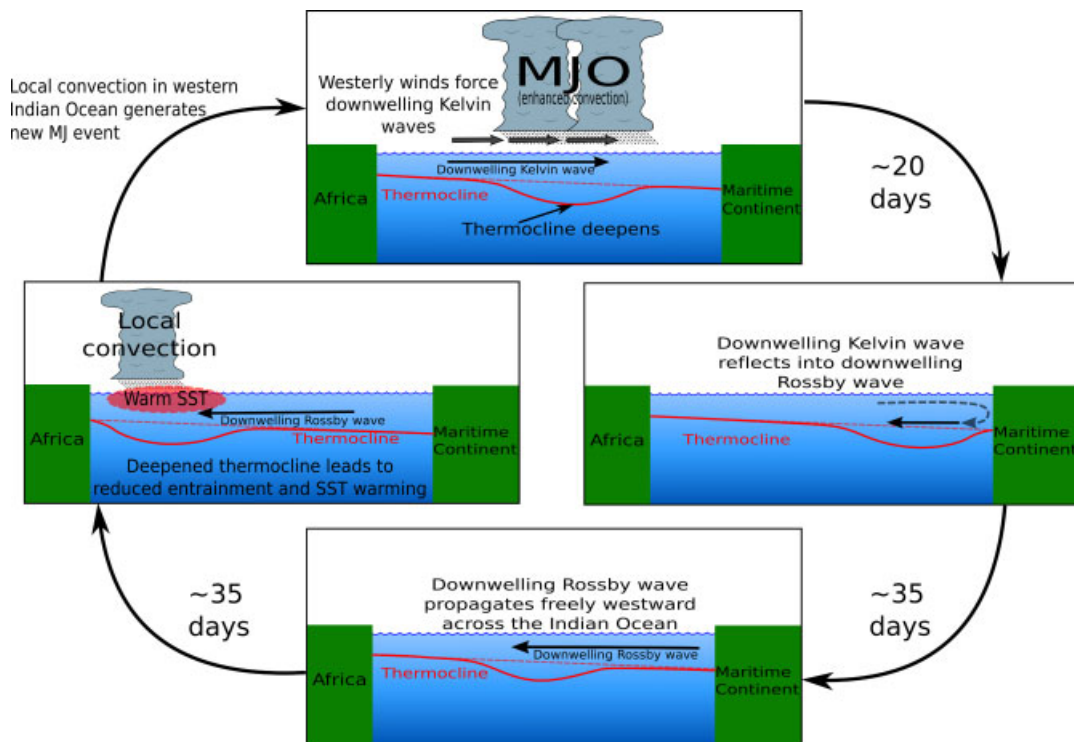 Local convection in western
Indian Ocean generates
new MJ event
Westerly winds force
downwelling Kelvin
waves
MJO
(enhanced convection)
Downwelling Kelvin wave
Thermocline
Thermocline deepens
Africa
Maritime
Continent
~20
days
Downwelling Kelvin wave
reflects into downwelling
Rossby wave
Thermocline
Africa
Maritime
Continent
~35
days
Downwelling Rossby wave
propagates freely westward
across the Indian Ocean
Downwelling Rossby wave
Thermocline
Africa
Maritime
Continent
~35
days
Local
convection
Warm SST
Downwelling Rossby wave
Thermocline
Africa
Maritime
Continent
Deepened thermocline leads to
reduced entrainment and SST warming